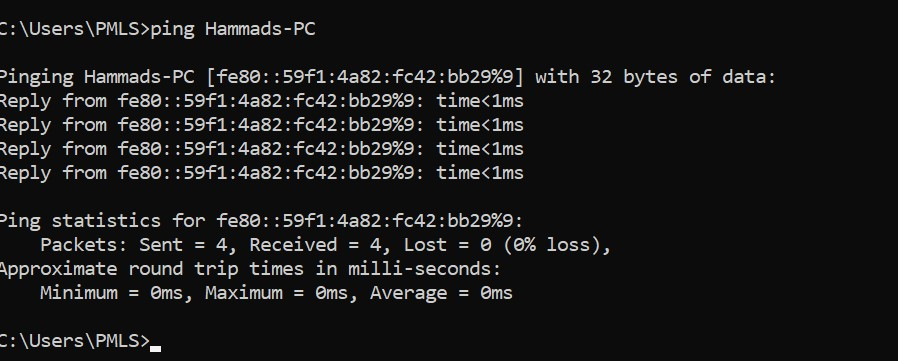 C:\Users\PMLS>ping Hammads-PC
Pinging Hammads-PC [fe80::59f1:4a82:fc42:bb29%9] with 32 bytes of data:
Reply from fe80::59f1:4a82:fc42:bb29%9: time<1ms
Reply from fe80::59f1:4a82:fc42:bb29%9: time<1ms
Reply from fe80::59f1:4a82:fc42:bb29%9: time<1ms
Reply from fe80::59f1:4a82:fc42:bb29%9: time<1ms
Ping statistics for fe80::59f1:4a82:fc42:bb29%9:
    Packets: Sent = 4, Received = 4, Lost = 0 (0% loss),
Approximate round trip times in milli-seconds:
    Minimum = 0ms, Maximum = 0ms, Average = 0ms
C:\Users\PMLS>